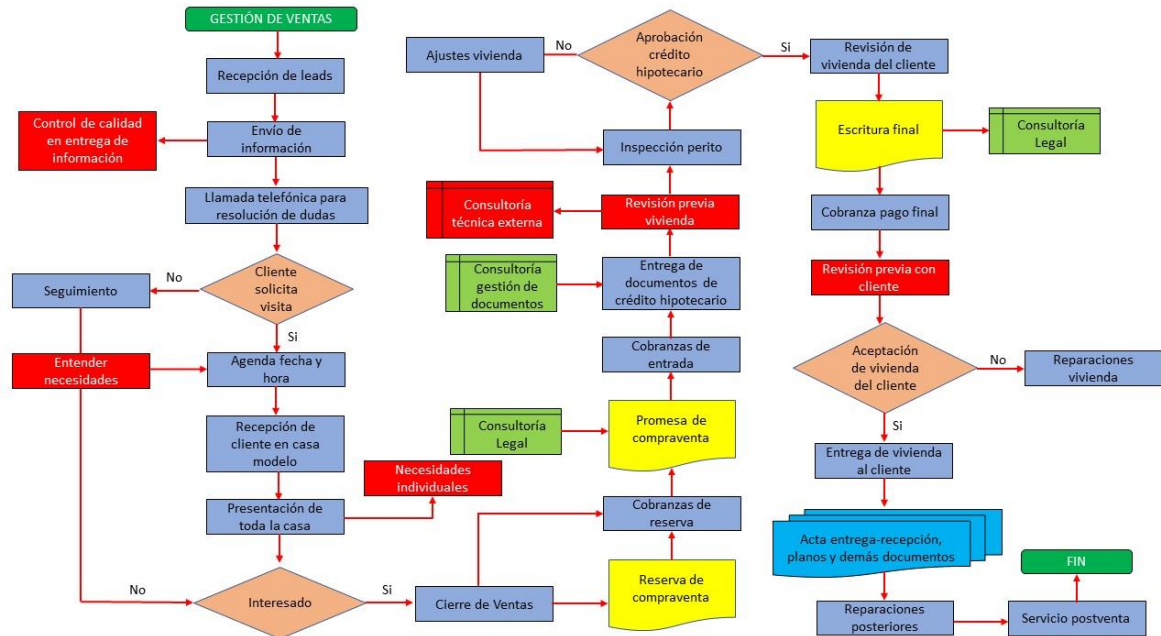 GESTIÓN DE VENTAS
Recepción de leads
Control de calidad
en entrega de
información
Envío de
información
Llamada telefónica para
resolución de dudas
Cliente
solicita
visita
No
Seguimiento
Si
Entender
necesidades
Agenda fecha y
hora
Recepción de
cliente en casa
modelo
Necesidades
individuales
Presentación de
toda la casa
No
Interesado
Si
Cierre de Ventas
Reserva de
compraventa
Cobranzas de
reserva
Consultoría
Legal
Promesa de
compraventa
Cobranzas de
entrada
Consultoría
gestión de
documentos
Entrega de
documentos de
crédito hipotecario
Consultoría
técnica externa
Revisión previa
vivienda
Inspección perito
Ajustes vivienda
No
Aprobación
crédito
hipotecario
Si
Revisión de
vivienda del cliente
Escritura final
Consultoría
Legal
Cobranza pago final
Revisión previa con
cliente
Aceptación
de vivienda
del cliente
No
Reparaciones
vivienda
Si
Entrega de vivienda
al cliente
Acta entrega-recepción,
planos y demás documentos
Reparaciones
posteriores
Servicio postventa
FIN